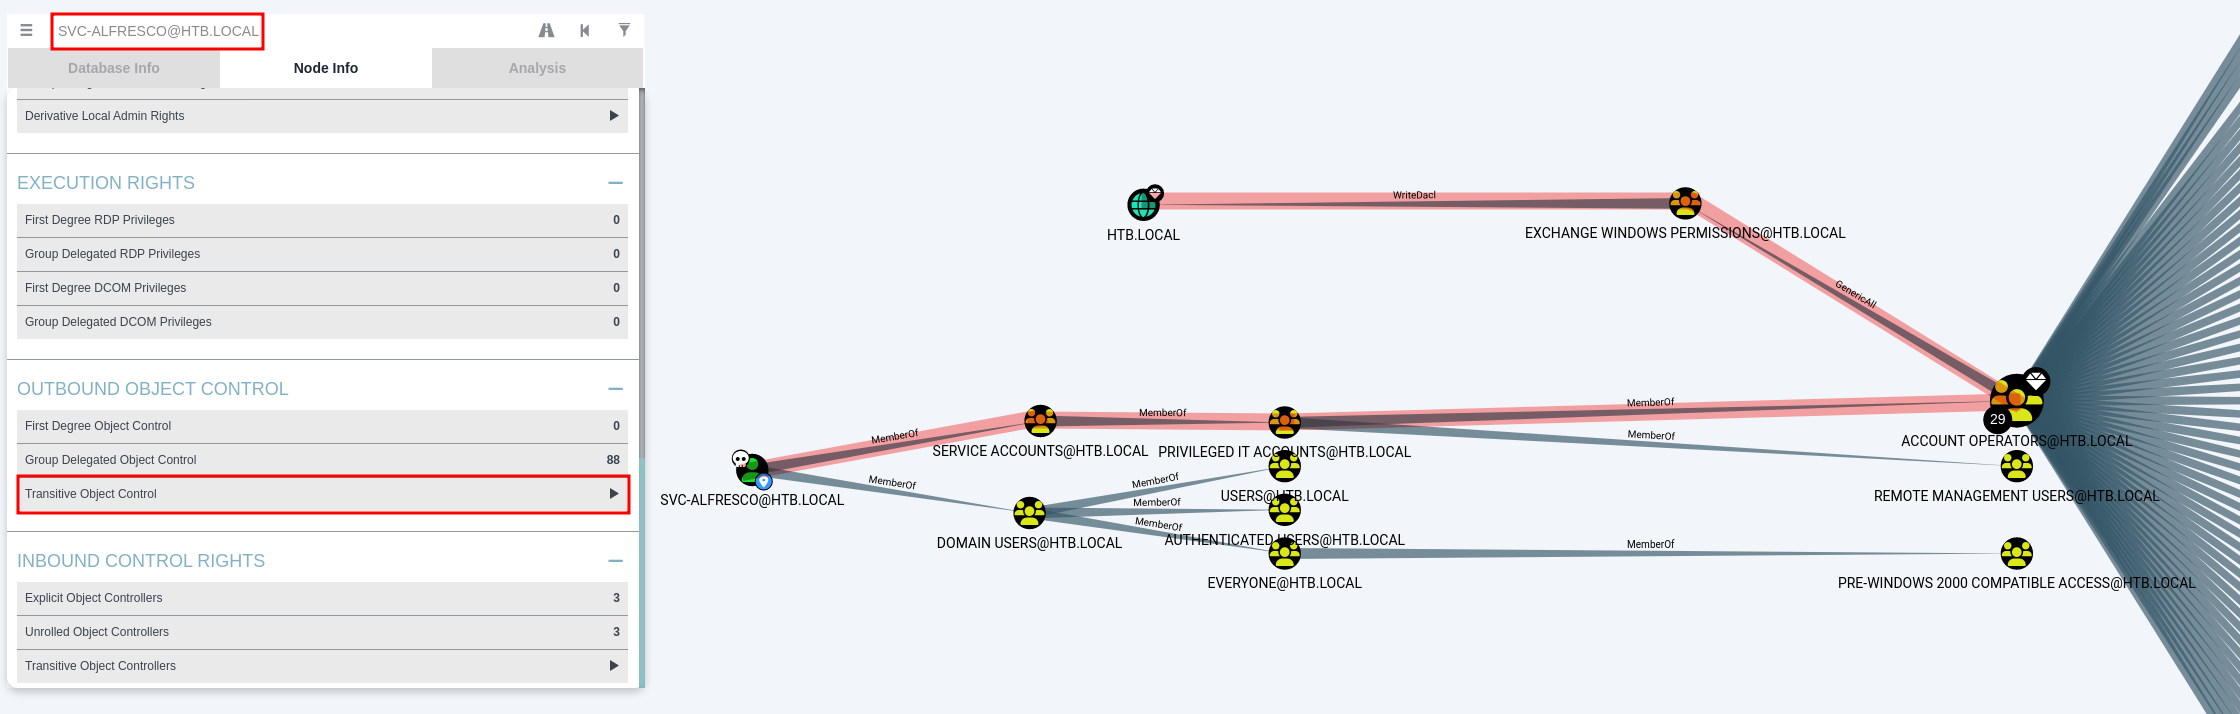 SVC-ALFRESCO@HTB.LOCAL
Database Info
Node Info
Analysis
Derivative Local Admin Rights
EXECUTION RIGHTS
First Degree RDP Privileges 0
Group Delegated RDP Privileges 0
First Degree DCOM Privileges 0
Group Delegated DCOM Privileges 0
OUTBOUND OBJECT CONTROL
First Degree Object Control 0
Group Delegated Object Control 88
Transitive Object Control
INBOUND CONTROL RIGHTS
Explicit Object Controllers 3
Unrolled Object Controllers 3
Transitive Object Controllers
WriteDacl
HTB.LOCAL
EXCHANGE WINDOWS PERMISSIONS@HTB.LOCAL
GenericAll
MemberOf
MemberOf
MemberOf
29
MemberOf
ACCOUNT OPERATORS@HTB.LOCAL
SERVICE ACCOUNTS@HTB.LOCAL
PRIVILEGED IT ACCOUNTS@HTB.LOCAL
MemberOf
MemberOf
SVC-ALFRESCO@HTB.LOCAL
USERS@HTB.LOCAL
REMOTE MANAGEMENT USERS@HTB.LOCAL
MemberOf
MemberOf
DOMAIN USERS@HTB.LOCAL
AUTHENTICATED USERS@HTB.LOCAL
MemberOf
EVERYONE@HTB.LOCAL
PRE-WINDOWS 2000 COMPATIBLE ACCESS@HTB.LOCAL